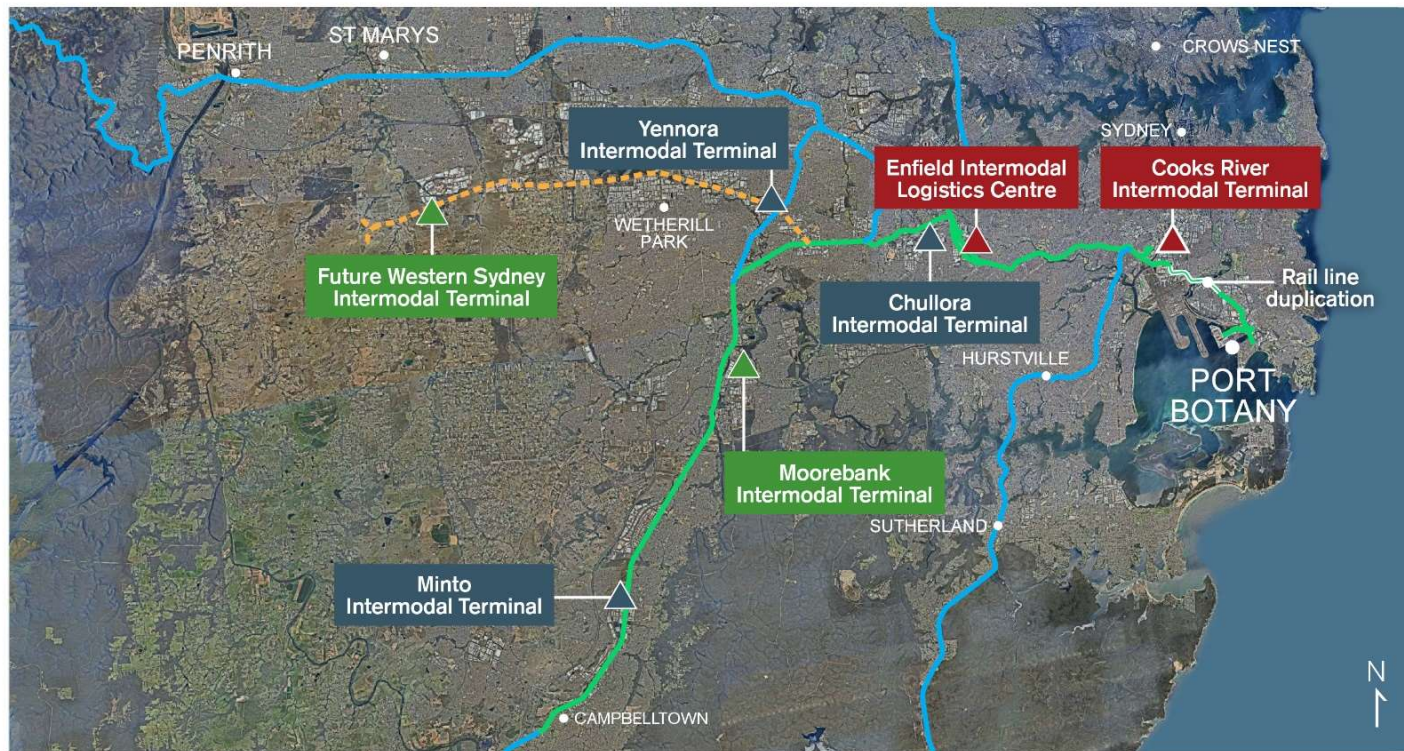 PENRITH
ST MARYS
CROWS NEST
Yennora
Intermodal Terminal
SYDNEY
Enfield Intermodal
Logistics Centre
Cooks River
Intermodal Terminal
WETHERILL
PARK
Future Western Sydney
Intermodal Terminal
Chullora
Intermodal Terminal
Rail line
duplication
HURSTVILLE
PORT
BOTANY
Moorebank
Intermodal Terminal
SUTHERLAND
Minto
Intermodal Terminal
CAMPBELLTOWN
N